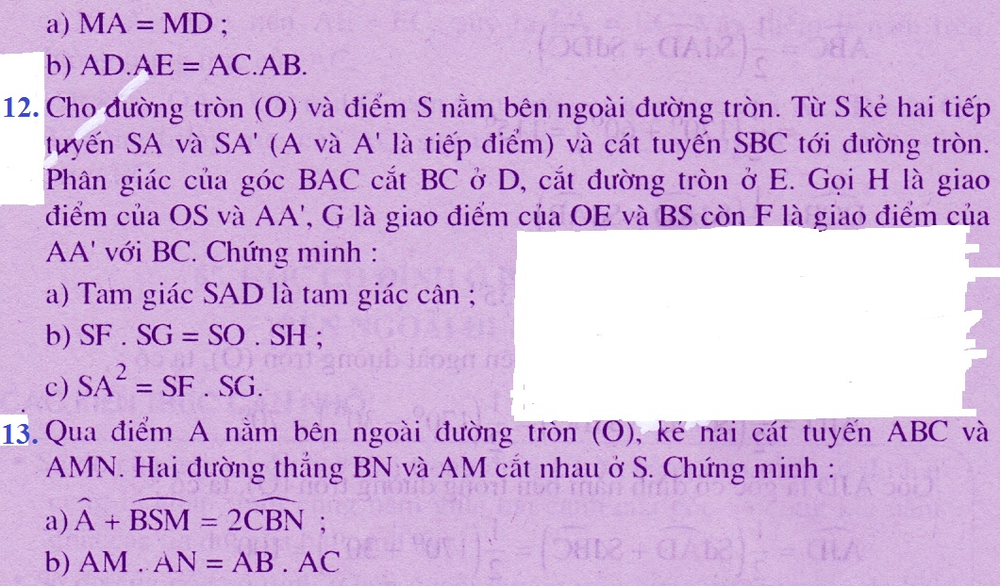 a) MA = MD ;
b) AD.AE = AC.AB.
12. Cho đường tròn (O) và điểm S nằm bên ngoài đường tròn. Từ S kẻ hai tiếp
tuyến SA và SA' (A và A' là tiếp điểm) và cát tuyến SBC tới đường tròn.
Phân giác của góc BAC cắt BC ở D, cắt đường tròn ở E. Gọi H là giao
điểm của OS và AA', G là giao điểm của OE và BS còn F là giao điểm của
AA' với BC. Chứng minh :
a) Tam giác SAD là tam giác cân ;
b) SF . SG = SO . SH ;
c) SA² = SF . SG.
13. Qua điểm A nằm bên ngoài đường tròn (O), kẻ hai cát tuyến ABC và
AMN. Hai đường thẳng BN và AM cắt nhau ở S. Chứng minh :
a) Â + \widehat{BSM} = 2\widehat{CBN} ;
b) AM . AN = AB . AC